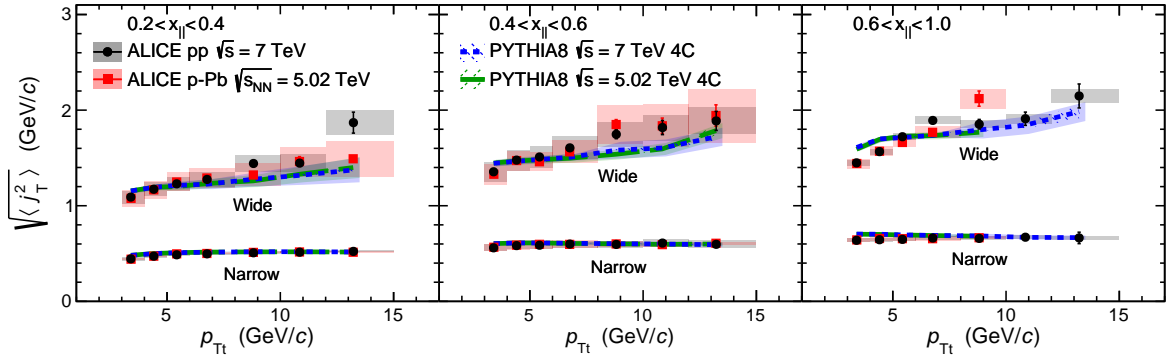 0.2<x||<0.4
ALICE pp √s = 7 TeV
ALICE p-Pb √sNN = 5.02 TeV
0.4<x||<0.6
PYTHIA8 √s = 7 TeV 4C
PYTHIA8 √s = 5.02 TeV 4C
0.6<x||<1.0
√⟨ j²T ⟩ (GeV/c)
3
2
1
0
Wide
Narrow
Wide
Narrow
Wide
Narrow
5 10 15
5 10 15
5 10 15
pTt (GeV/c)
pTt (GeV/c)
pTt (GeV/c)